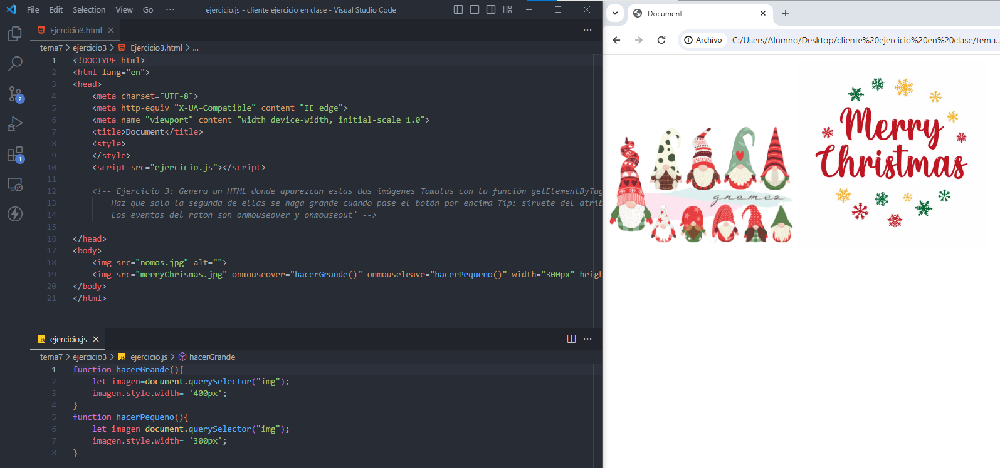 File Edit Selection View Go ··· ejercicio.js - cliente ejercicio en clase - Visual Studio Code
Ejercicio3.html
tema7 > ejercicio3 > Ejercicio3.html > ...
1 <!DOCTYPE html>
2 <html lang="en">
3 <head>
4 <meta charset="UTF-8">
5 <meta http-equiv="X-UA-Compatible" content="IE=edge">
6 <meta name="viewport" content="width=device-width, initial-scale=1.0">
7 <title>Document</title>
8 <style>
9 </style>
10 <script src="ejercicio.js"></script>
11
12 <!-- Ejercicio 3: Genera un HTML donde aparezcan estas dos imágenes Tomalas con la función getElementByTag
13 Haz que solo la segunda de ellas se haga grande cuando pase el botón por encima Tip: sirvete del atrib
14 Los eventos del raton son onmouseover y onmouseout' -->
15
16 </head>
17 <body>
18 <img src="nomos.jpg" alt="">
19 <img src="merryChrismas.jpg" onmouseover="hacerGrande()" onmouseleave="hacerPequeno()" width="300px" heigh
20 </body>
21 </html>
2
1
ejercicio.js
tema7 > ejercicio3 > ejercicio.js > hacerGrande
1 function hacerGrande(){
2 let imagen=document.querySelector("img");
3 imagen.style.width= '400px';
4 }
5 function hacerPequeno(){
6 let imagen=document.querySelector("img");
7 imagen.style.width= '300px';
8 }
Document
Archivo C:/Users/Alumno/Desktop/cliente%20ejercicio%20en%20clase/tema...
gnomes
Merry
Christmas